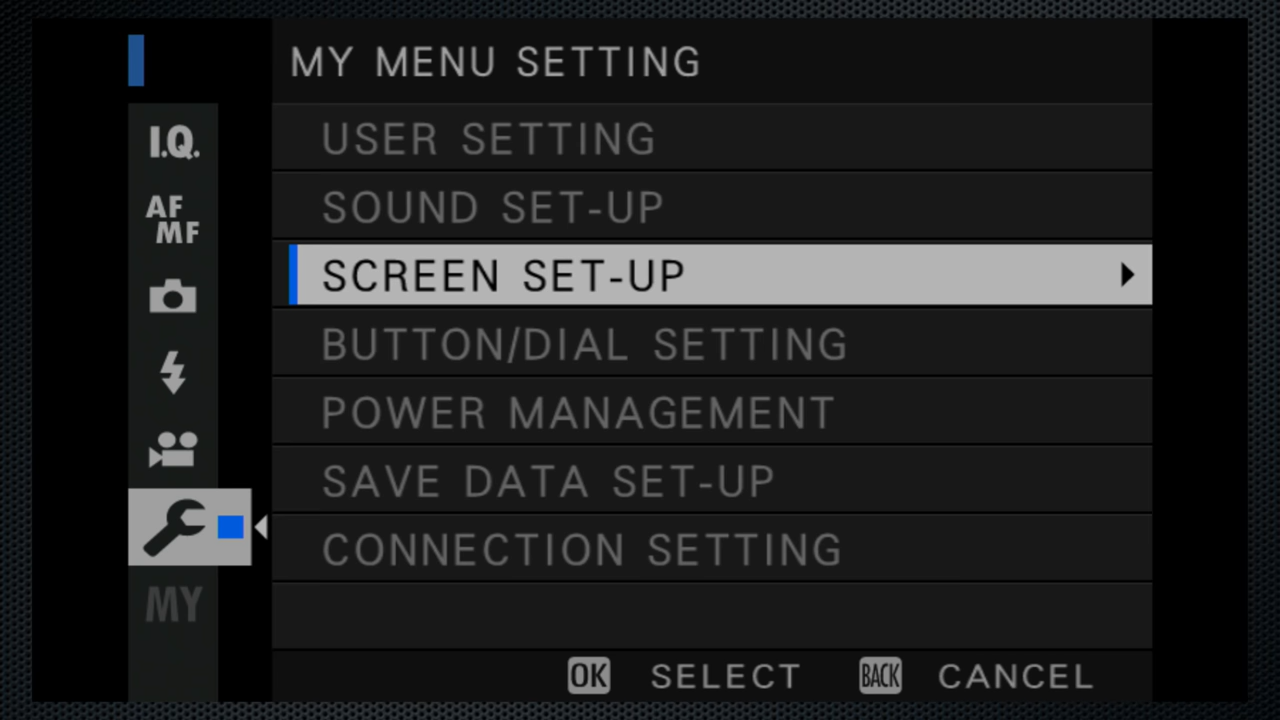 MY MENU SETTING
I.Q.
AF
MF
MY
USER SETTING
SOUND SET-UP
SCREEN SET-UP
BUTTON/DIAL SETTING
POWER MANAGEMENT
SAVE DATA SET-UP
CONNECTION SETTING
OK SELECT BACK CANCEL